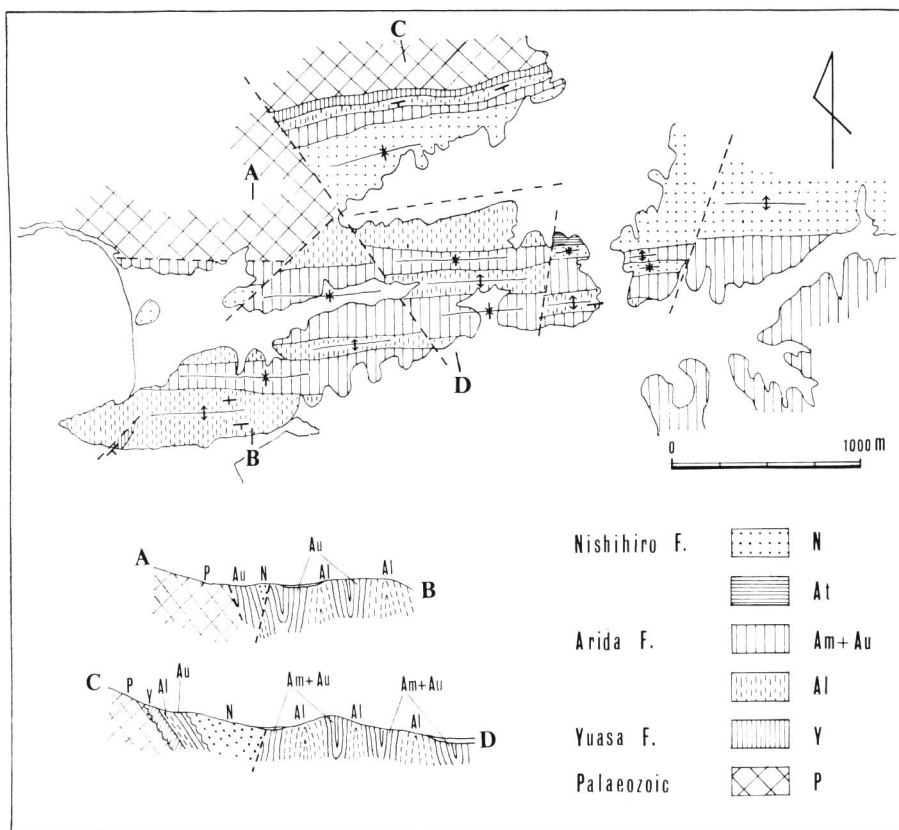 C
A
D
B
0 1000 m
Nishihiro F. N
At
Arida F. Am+Au
Al
Yuasa F. Y
Palaeozoic P
Au
A P Au N Al Al B
Au
C P Y Al N Am+Au Al Al Am+Au Al D